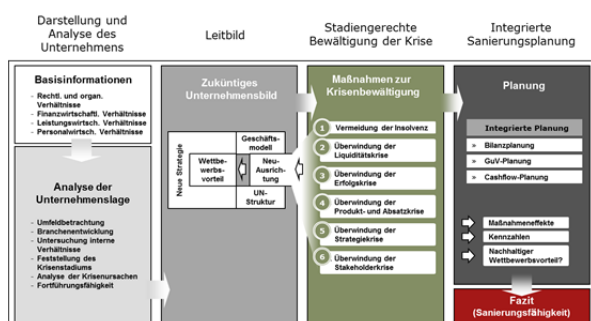 Darstellung und
Analyse des
Unternehmens
Leitbild
Stadiengerechte
Bewältigung der Krise
Integrierte
Sanierungsplanung
Basisinformationen
- Rechtl. und organ.
Verhältnisse
- Finanzwirtschaftl. Verhältnisse
- Leistungswirtsch. Verhältnisse
- Personalwirtsch. Verhältnisse
Analyse der
Unternehmenslage
- Umfeldbetrachtung
- Branchenentwicklung
- Untersuchung interne
Verhältnisse
- Feststellung des
Krisenstadiums
- Analyse der Krisenursachen
- Fortführungsfähigkeit
Zuküntiges
Unternehmensbild
Neue Strategie
Geschäfts-
modell
Wettbe-
werbs-
vorteil
Neu-
Ausrich-
tung
UN-
Struktur
Maßnahmen zur
Krisenbewältigung
1 Vermeidung der Insolvenz
2 Überwindung der
Liquiditätskrise
3 Überwindung der
Erfolgskrise
4 Überwindung der
Produkt- und Absatzkrise
5 Überwindung der
Strategiekrise
6 Überwindung der
Stakeholderkrise
Planung
Integrierte Planung
» Bilanzplanung
» GuV-Planung
» Cashflow-Planung
Maßnahmeneffekte
Kennzahlen
Nachhaltiger
Wettbewerbsvorteil?
Fazit
(Sanierungsfähigkeit)